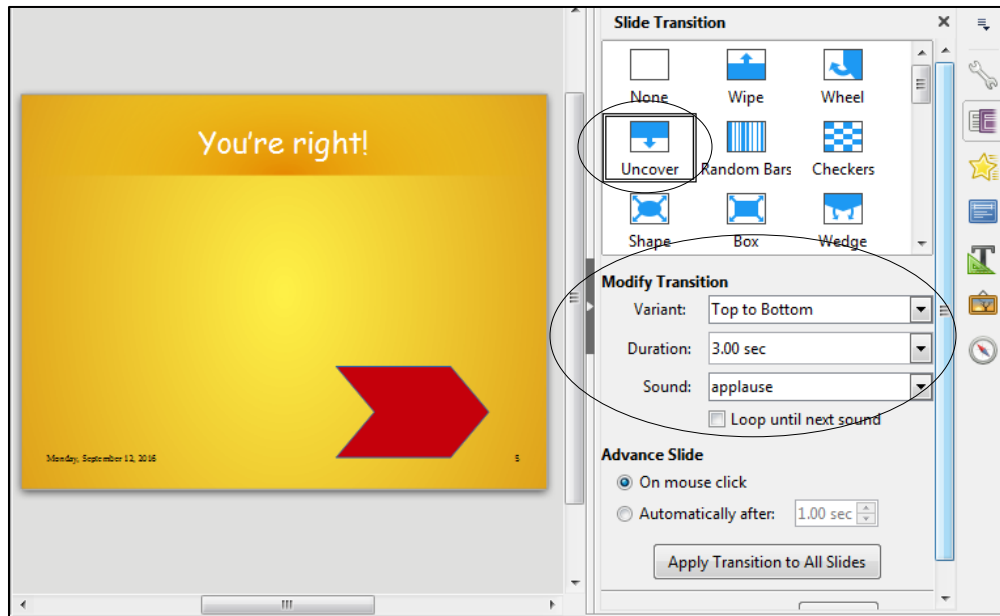 You're right!
Monday, September 12, 2016
5
Slide Transition
None Wipe Wheel
Uncover Random Bars Checkers
Shape Box Wedge
Modify Transition
Variant: Top to Bottom
Duration: 3.00 sec
Sound: applause
Loop until next sound
Advance Slide
On mouse click
Automatically after: 1.00 sec
Apply Transition to All Slides